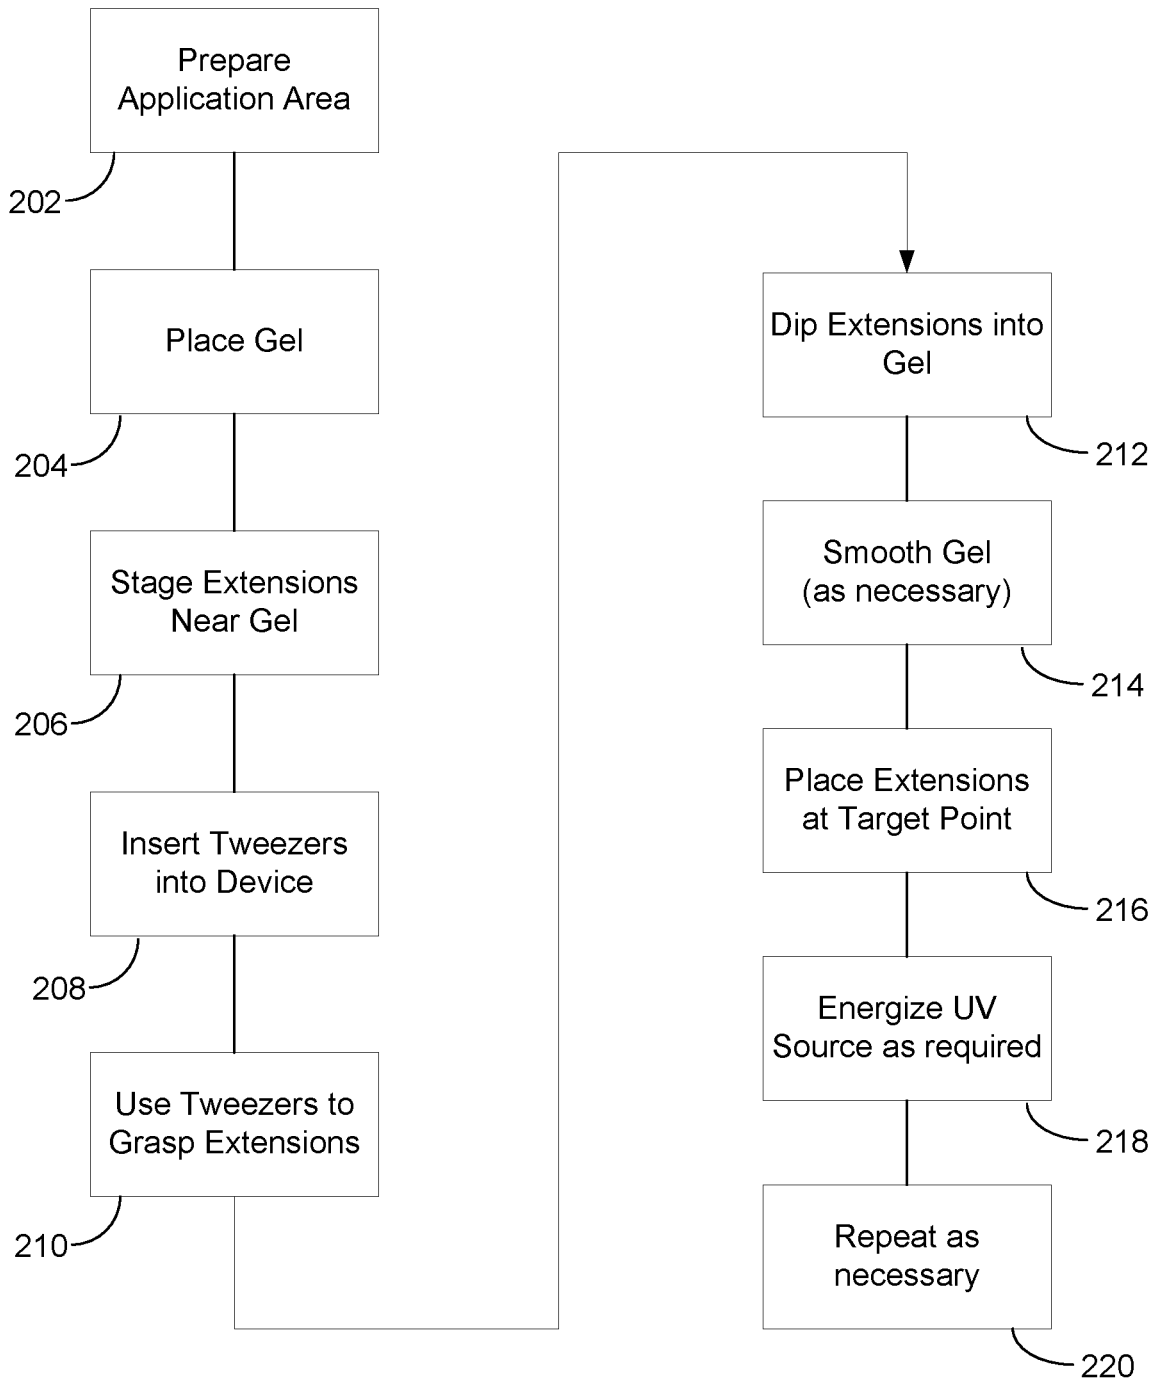 Prepare
Application Area
202
Place Gel
204
Stage Extensions
Near Gel
206
Insert Tweezers
into Device
208
Use Tweezers to
Grasp Extensions
210
Dip Extensions into
Gel
212
Smooth Gel
(as necessary)
214
Place Extensions
at Target Point
216
Energize UV
Source as required
218
Repeat as
necessary
220